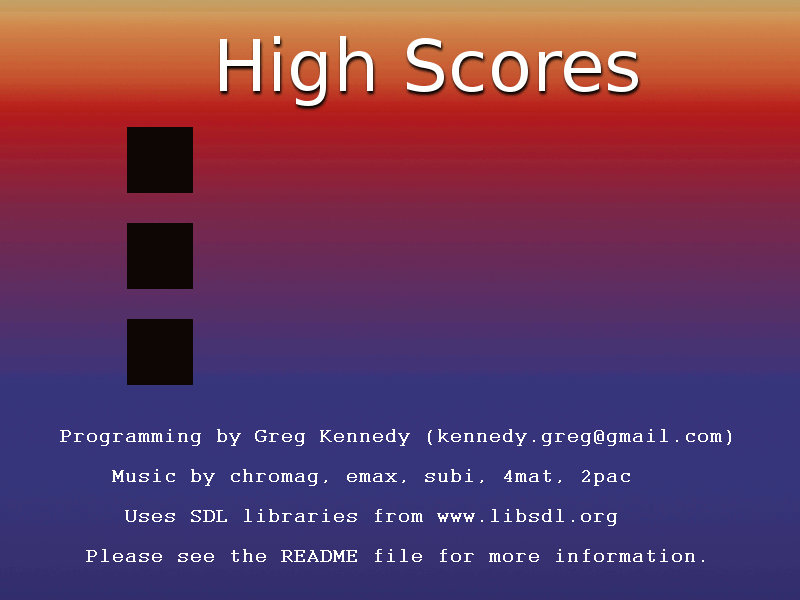 High Scores
Programming by Greg Kennedy (kennedy.greg@gmail.com)
Music by chromag, emax, subi, 4mat, 2pac
Uses SDL libraries from www.libsdl.org
Please see the README file for more information.